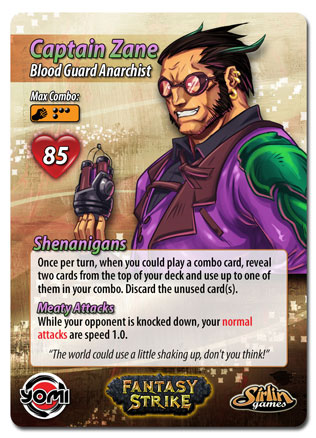 Captain Zane
Blood Guard Anarchist
Max Combo:
85
Shenanigans
Once per turn, when you could play a combo card, reveal
two cards from the top of your deck and use up to one of
them in your combo. Discard the unused card(s).
Meaty Attacks
While your opponent is knocked down, your normal
attacks are speed 1.0.
“The world could use a little shaking up, don't you think!”
YOMI
FANTASY
STRIKE
Sirlin
games